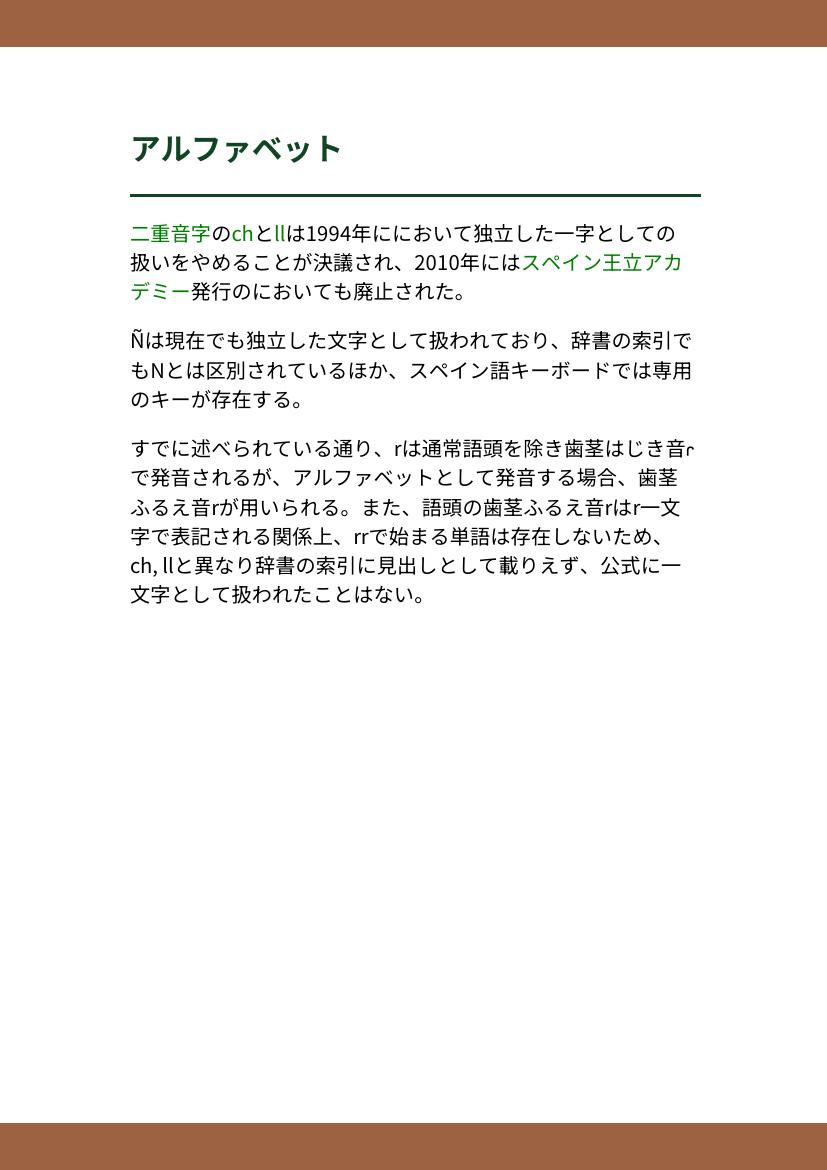 アルファベット
二重音字のchとllは1994年ににおいて独立した一字としての
扱いをやめることが決議され、2010年にはスペイン王立アカ
デミー発行のにおいても廃止された。
Ñは現在でも独立した文字として扱われており、辞書の索引で
もNとは区別されているほか、スペイン語キーボードでは専用
のキーが存在する。
すでに述べられている通り、rは通常語頭を除き歯茎はじき音ɾ
で発音されるが、アルファベットとして発音する場合、歯茎
ふるえ音rが用いられる。また、語頭の歯茎ふるえ音rはr一文
字で表記される関係上、rrで始まる単語は存在しないため、
ch, llと異なり辞書の索引に見出しとして載りえず、公式に一
文字として扱われたことはない。